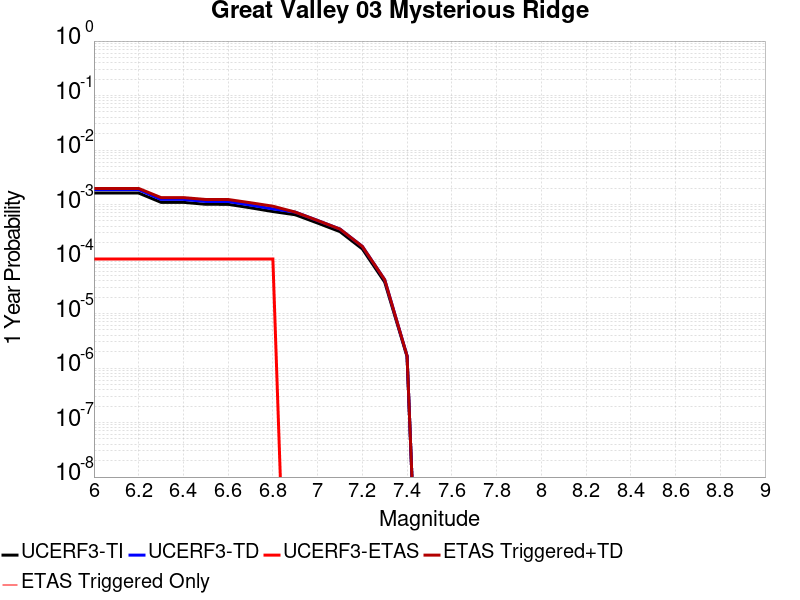 Great Valley 03 Mysterious Ridge
1 Year Probability
10^0
10^-1
10^-2
10^-3
10^-4
10^-5
10^-6
10^-7
10^-8
6 6.2 6.4 6.6 6.8 7 7.2 7.4 7.6 7.8 8 8.2 8.4 8.6 8.8 9
Magnitude
UCERF3-TI UCERF3-TD UCERF3-ETAS ETAS Triggered+TD
ETAS Triggered Only